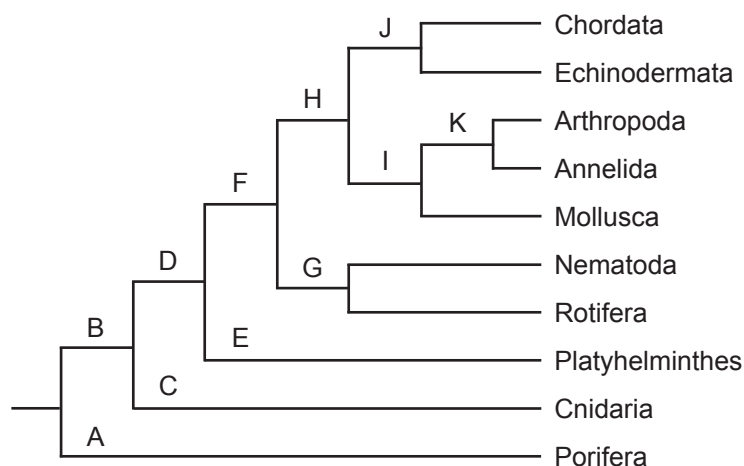 J
Chordata
Echinodermata
H
K
Arthropoda
I
Annelida
F
Mollusca
D
G
Nematoda
Rotifera
B
E
Platyhelminthes
C
Cnidaria
A
Porifera